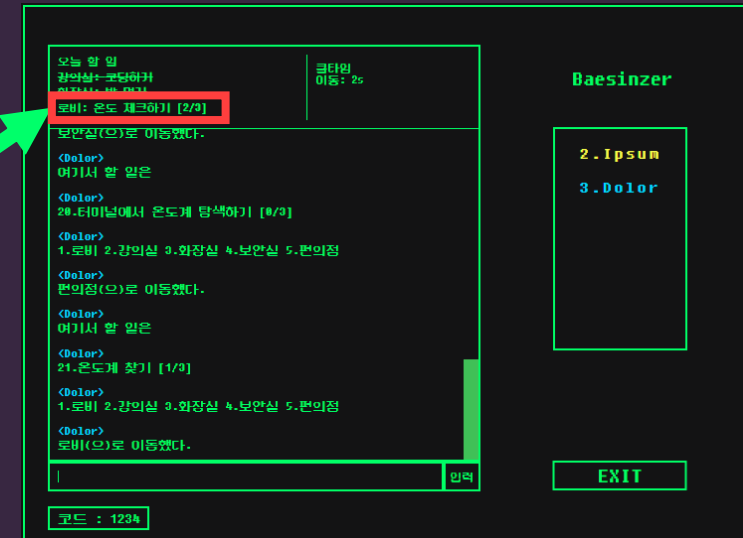 오늘 할 일
강의실: 코딩하기
로비: 온도 체크하기 [2/3]
쿨타임
이동: 2s
보안실(으)로 이동했다.
<Dolor>
여기서 할 일은
<Dolor>
20.터미널에서 온도계 탐색하기 [0/3]
<Dolor>
1.로비 2.강의실 3.화장실 4.보안실 5.편의점
<Dolor>
편의점(으)로 이동했다.
<Dolor>
여기서 할 일은
<Dolor>
21.온도계 찾기 [1/3]
<Dolor>
1.로비 2.강의실 3.화장실 4.보안실 5.편의점
<Dolor>
로비(으)로 이동했다.
입력
코드 : 1234
Baesinzer
2.Ipsum
3.Dolor
EXIT